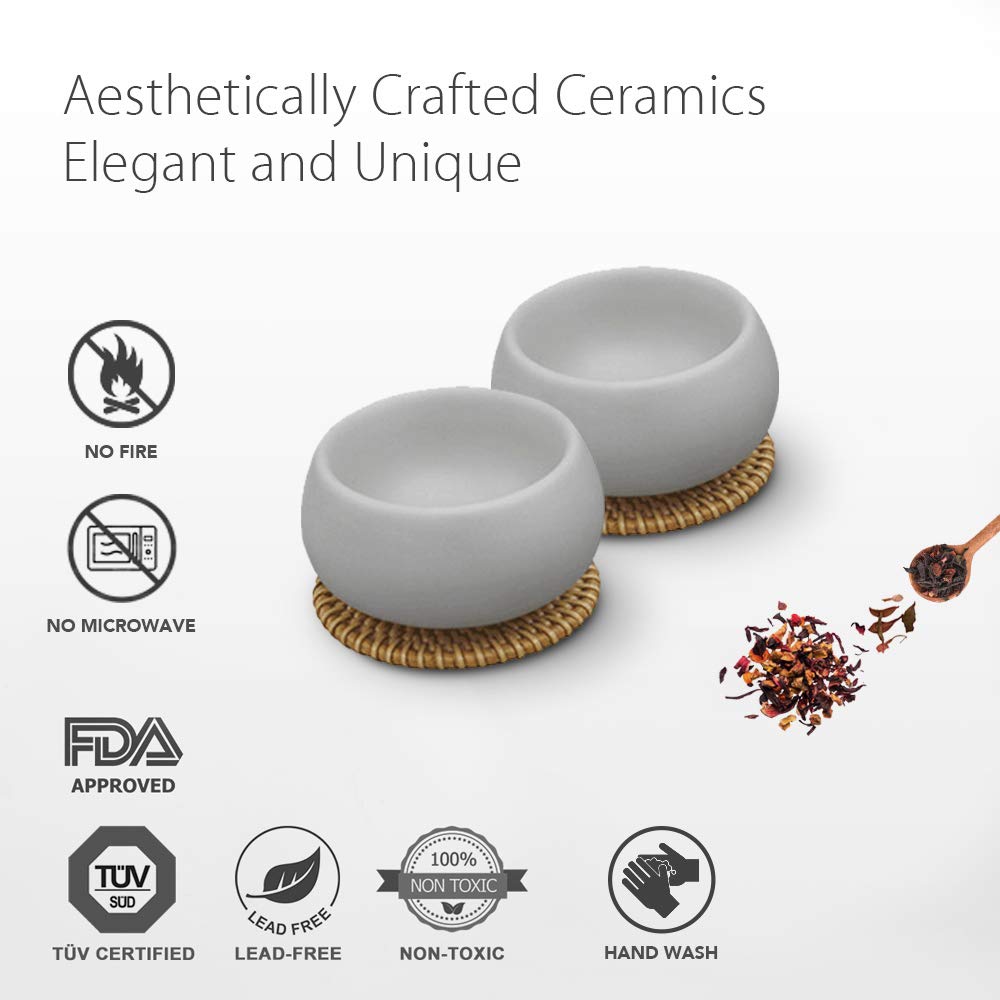 Aesthetically Crafted Ceramics
Elegant and Unique
NO FIRE
NO MICROWAVE
FDA
APPROVED
TÜV
SÜD
TÜV CERTIFIED
LEAD FREE
LEAD-FREE
100%
NON TOXIC
NON-TOXIC
HAND WASH